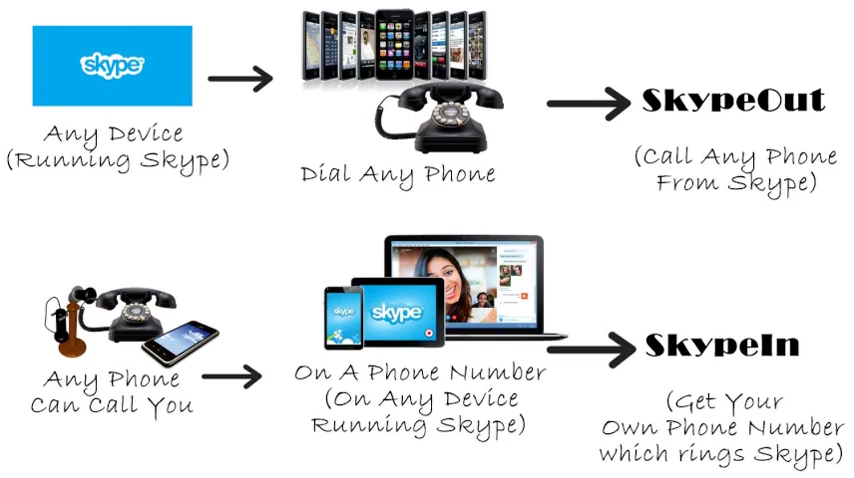 skype
Any Device
(Running Skype)
Dial Any Phone
SkypeOut
(Call Any Phone
From Skype)
Any Phone
Can Call You
skype
skype
On A Phone Number
(On Any Device
Running Skype)
SkypeIn
(Get Your
Own Phone Number
which rings Skype)